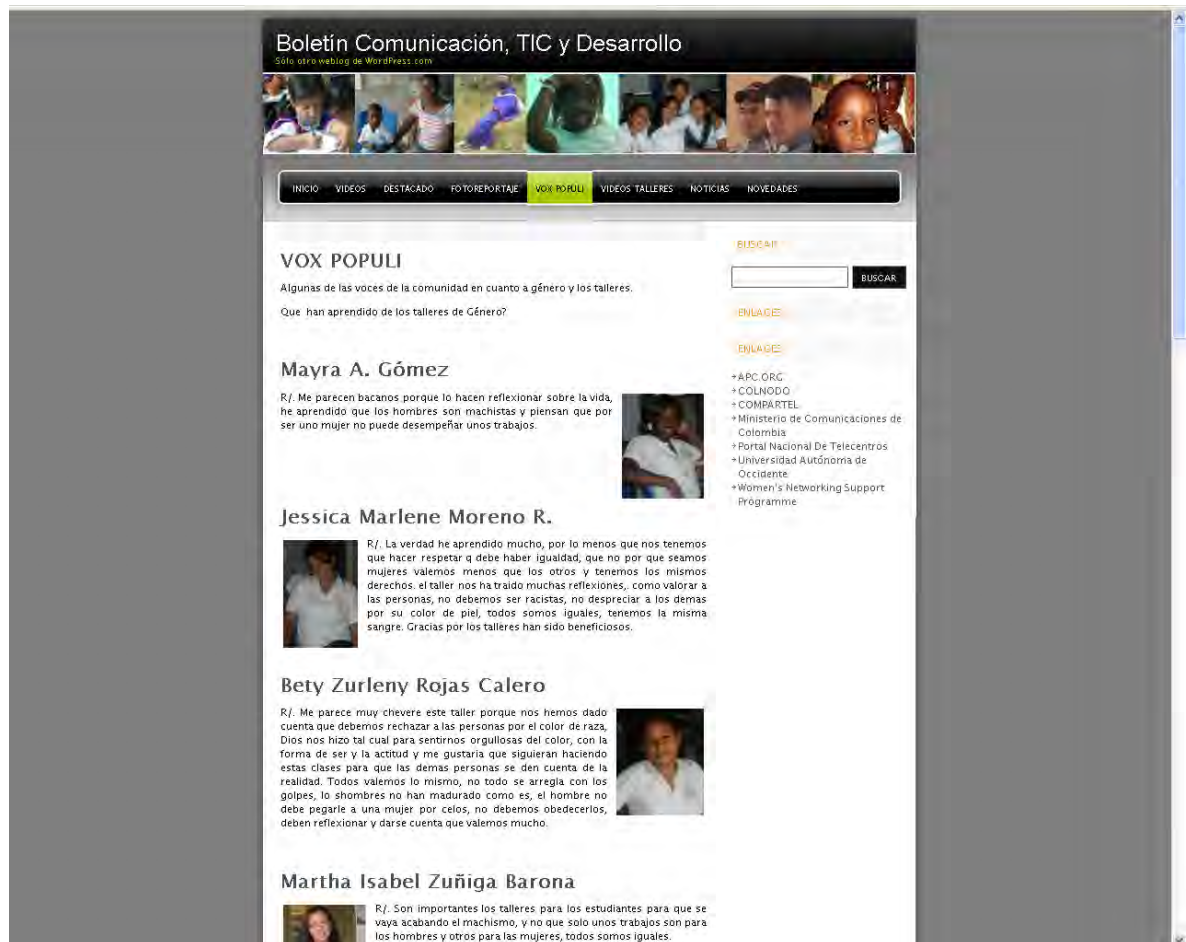 Boletín Comunicación, TIC y Desarrollo
Sólo otro weblog de WordPress.com
INICIO VIDEOS DESTACADO FOTOREPORTAJE VOX POPULI VIDEOS TALLERES NOTICIAS NOVEDADES
VOX POPULI
Algunas de las voces de la comunidad en cuanto a género y los talleres.
Que han aprendido de los talleres de Género?
Mayra A. Gómez
R/. Me parecen bacanos porque lo hacen reflexionar sobre la vida,
he aprendido que los hombres son machistas y piensan que por
ser uno mujer no puede desempeñar unos trabajos.
Jessica Marlene Moreno R.
R/. La verdad he aprendido mucho, por lo menos que nos tenemos
que hacer respetar q debe haber igualdad, que no por que seamos
mujeres valemos menos que los otros y tenemos los mismos
derechos. el taller nos ha traido muchas reflexiones,. como valorar a
las personas, no debemos ser racistas, no despreciar a los demas
por su color de piel, todos somos iguales, tenemos la misma
sangre. Gracias por los talleres han sido beneficiosos.
Bety Zurleny Rojas Calero
R/. Me parece muy chevere este taller porque nos hemos dado
cuenta que debemos rechazar a las personas por el color de raza,
Dios nos hizo tal cual para sentirnos orgullosas del color, con la
forma de ser y la actitud y me gustaria que siguieran haciendo
estas clases para que las demas personas se den cuenta de la
realidad. Todos valemos lo mismo, no todo se arregla con los
golpes, lo shombres no han madurado como es, el hombre no
debe pegarle a una mujer por celos, no debemos obedecerlos,
deben reflexionar y darse cuenta que valemos mucho.
Martha Isabel Zuñiga Barona
R/. Son importantes los talleres para los estudiantes para que se
vaya acabando el machismo, y no que solo unos trabajos son para
los hombres y otros para las mujeres, todos somos iguales.
BUSCAR
BUSCAR
ENLACES
ENLACES
+APC.ORG
+COLNODO
+COMPARTEL
+Ministerio de Comunicaciones de
Colombia
+Portal Nacional De Telecentros
+Universidad Autónoma de
Occidente
+Women's Networking Support
Programme